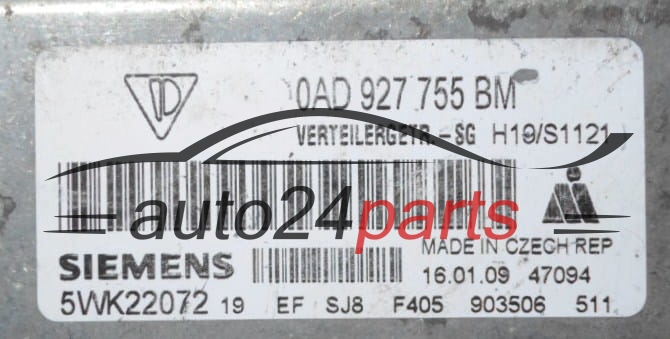 0AD 927 755 BM
VERTEILERGETR.-SG H19/S1121
auto24parts
MADE IN CZECH REP
SIEMENS 16.01.09 47094
5WK22072 19 EF SJ8 F405 903506 511